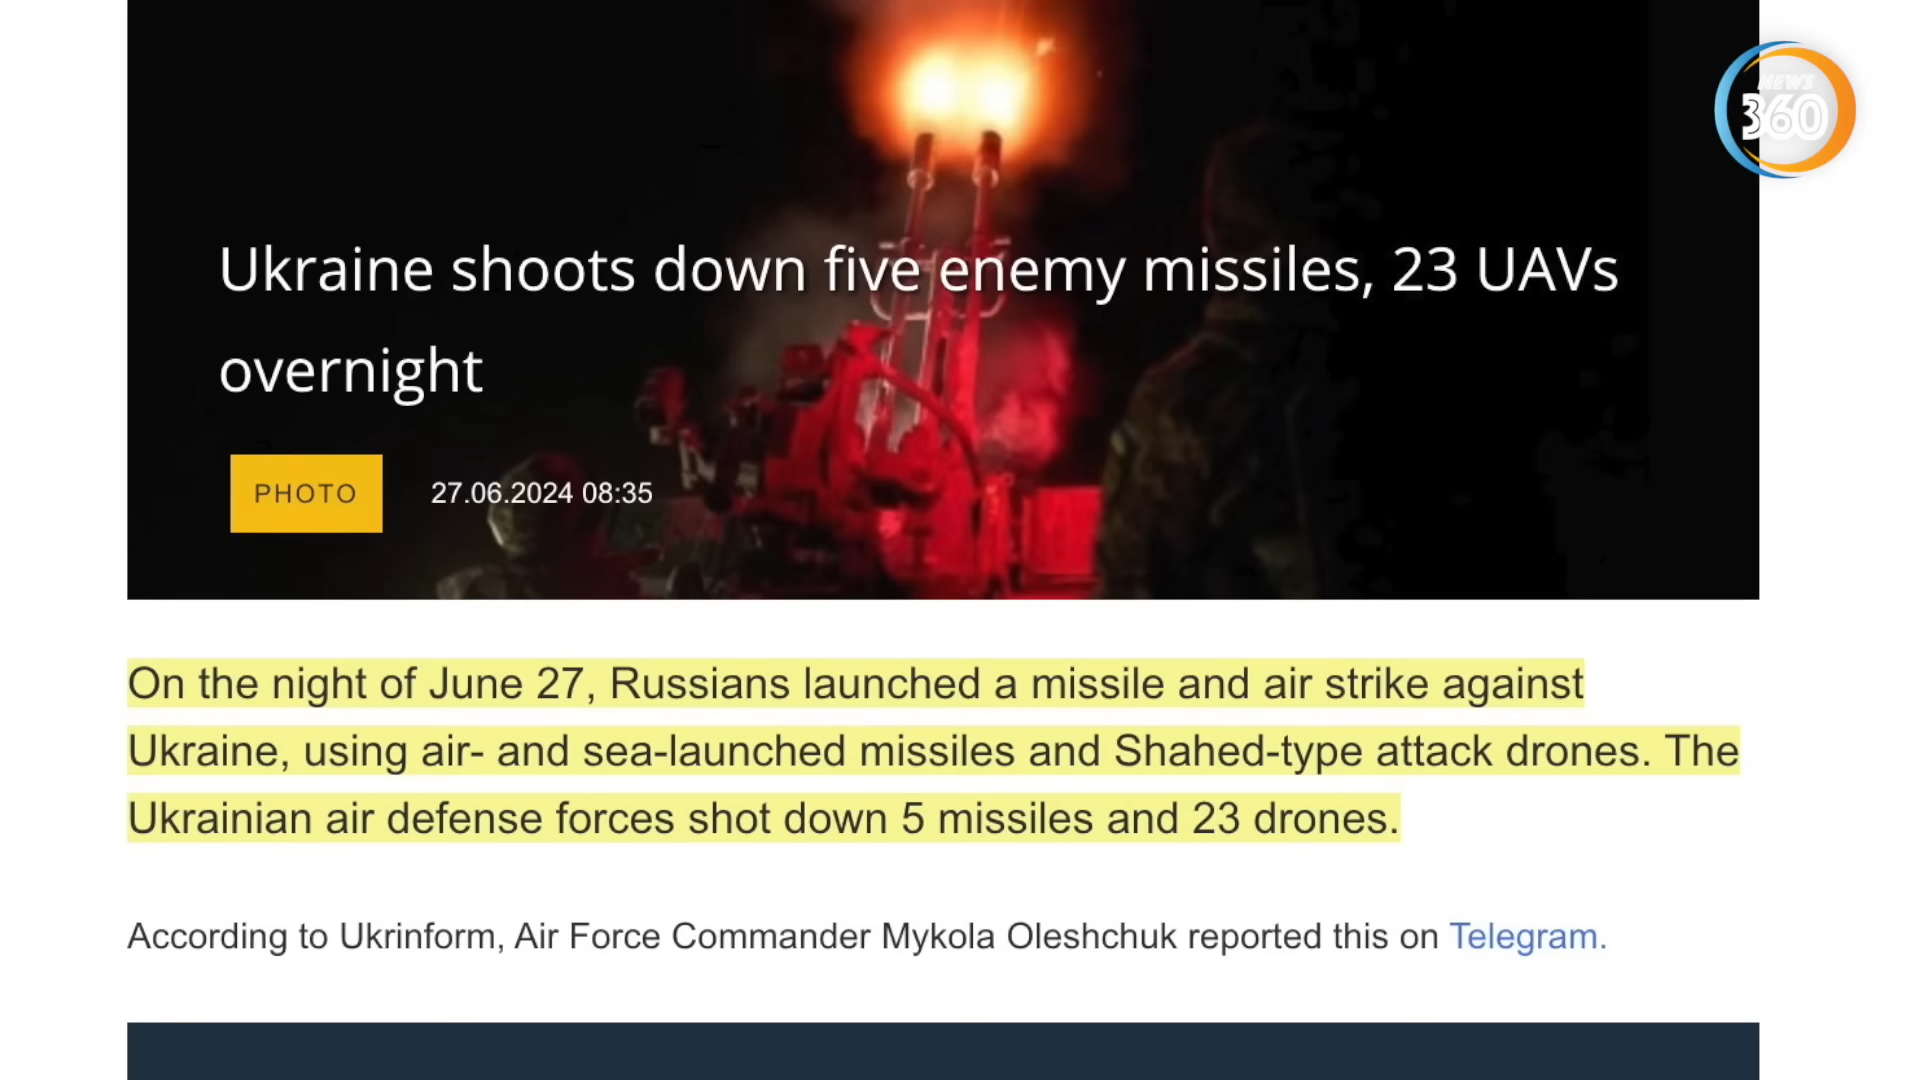 NEWS
360
Ukraine shoots down five enemy missiles, 23 UAVs
overnight
PHOTO
27.06.2024 08:35
On the night of June 27, Russians launched a missile and air strike against
Ukraine, using air- and sea-launched missiles and Shahed-type attack drones. The
Ukrainian air defense forces shot down 5 missiles and 23 drones.
According to Ukrinform, Air Force Commander Mykola Oleshchuk reported this on Telegram.